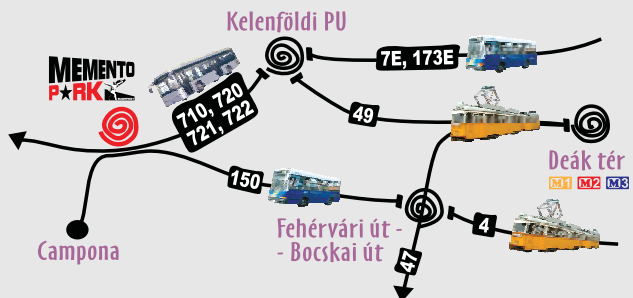 Kelenföldi PU
7E, 173E
MEMENTO
PARK
710, 720
721, 722
49
Deák tér
M1 M2 M3
150
Fehérvári út -
- Bocskai út
4
47
Campona